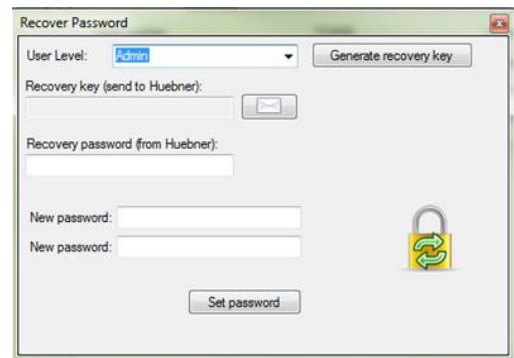 Recover Password
User Level: Admin Generate recovery key
Recovery key (send to Huebner):
Recovery password (from Huebner):
New password:
New password:
Set password